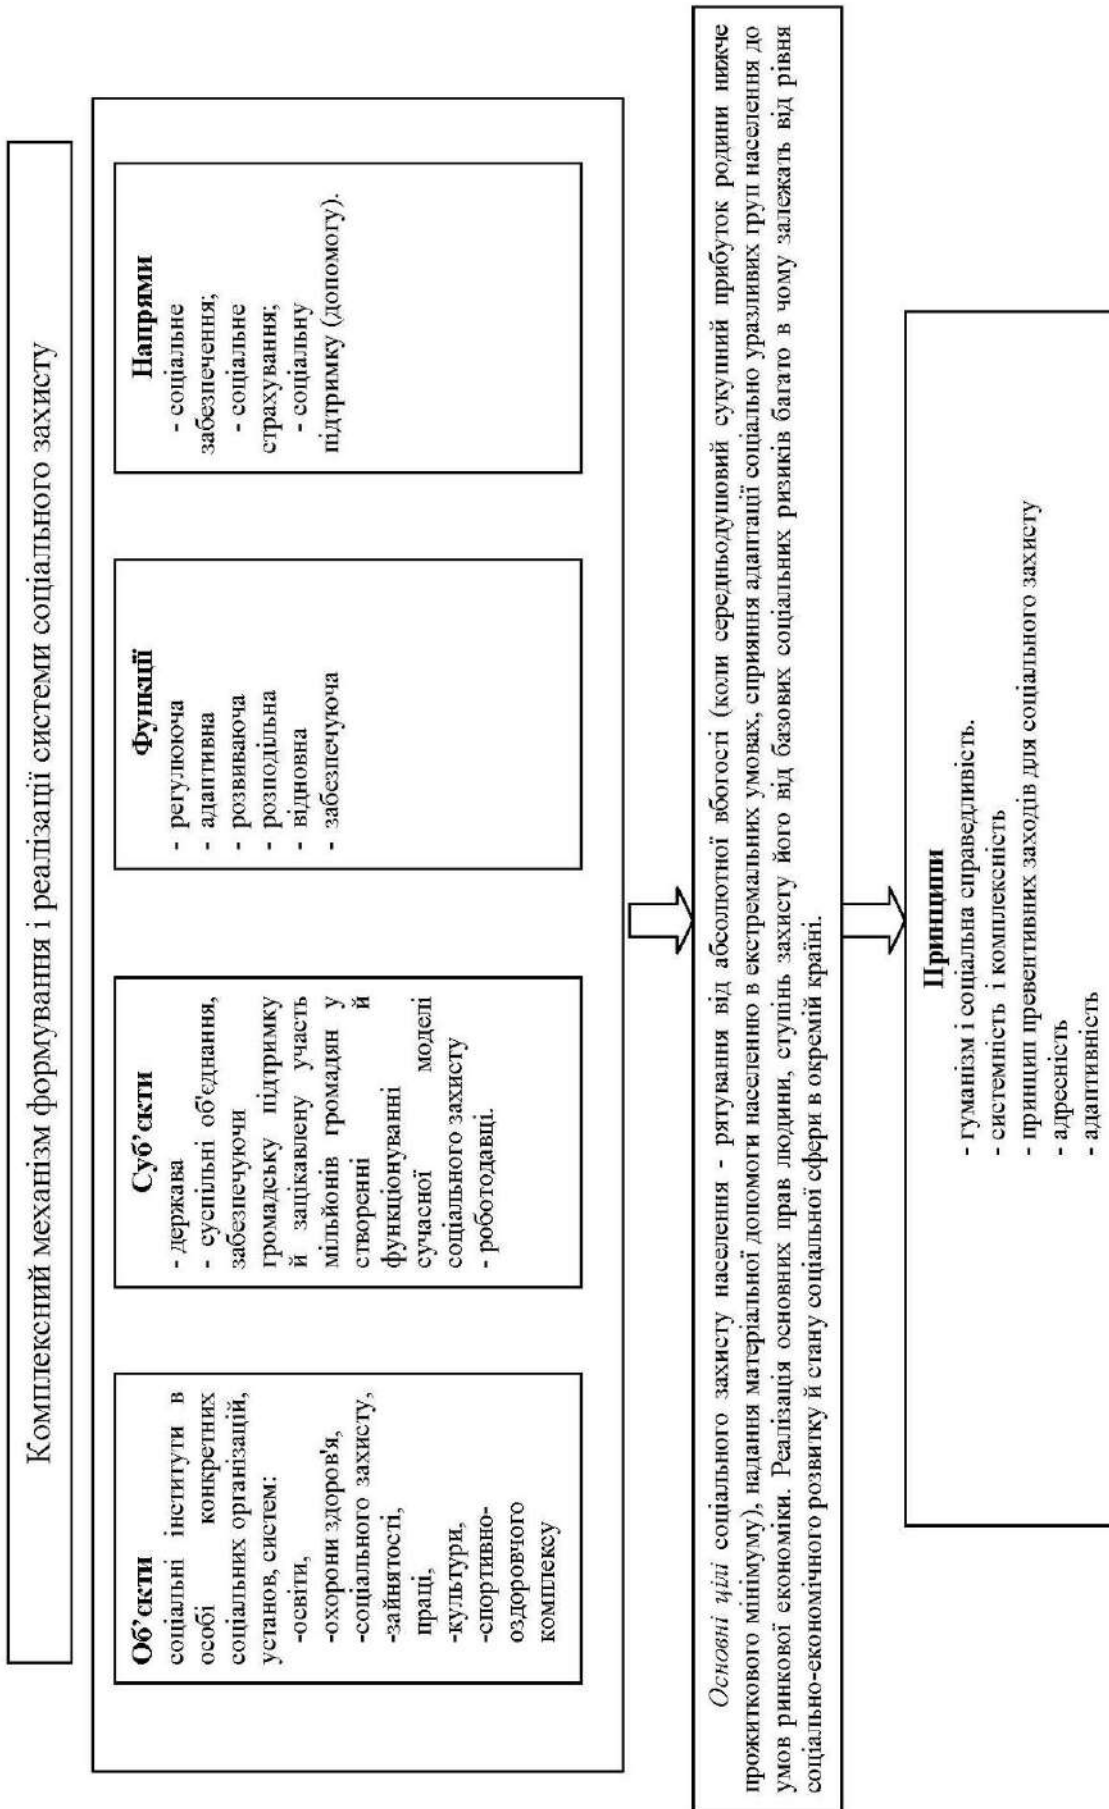 Комплексний механізм формування і реалізації системи соціального захисту
Об’єкти
соціальні інститути в
особі конкретних
соціальних організацій,
установ, систем:
-освіти,
-охорони здоров'я,
-соціального захисту,
-зайнятості,
праці,
-культури,
-спортивно-
оздоровчого
комплексу
Суб’єкти
- держава
- суспільні об'єднання,
забезпечуючи
громадську підтримку
й зацікавлену участь
мільйонів громадян у
створенні й
функціонуванні
сучасної моделі
соціального захисту
- роботодавці.
Функції
- регулююча
- адаптивна
- розвиваюча
- розподільна
- відновна
- забезпечуюча
Напрями
- соціальне
забезпечення;
- соціальне
страхування;
- соціальну
підтримку (допомогу).
Основні цілі соціального захисту населення - рятування від абсолютної вбогості (коли середньодушовий сукупний прибуток родини нижче
прожиткового мінімуму), надання матеріальної допомоги населенню в екстремальних умовах, сприяння адаптації соціально уразливих груп населення до
умов ринкової економіки. Реалізація основних прав людини, ступінь захисту його від базових соціальних ризиків багато в чому залежать від рівня
соціально-економічного розвитку й стану соціальної сфери в окремій країні.
Принципи
- гуманізм і соціальна справедливість.
- системність і комплексність
- принцип превентивних заходів для соціального захисту
- адресність
- адаптивність